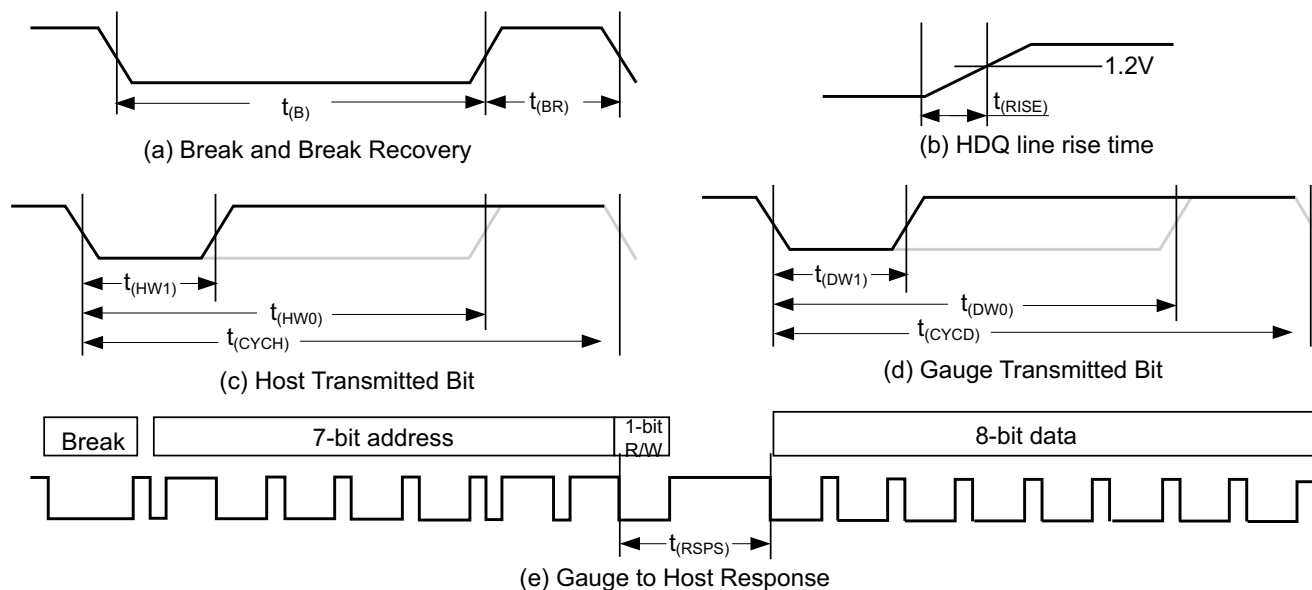 t(B)
t(BR)
(a) Break and Break Recovery
1.2V
t(RISE)
(b) HDQ line rise time
t(HW1)
t(HW0)
t(CYCH)
(c) Host Transmitted Bit
t(DW1)
t(DW0)
t(CYCD)
(d) Gauge Transmitted Bit
Break
7-bit address
1-bit
R/W
8-bit data
t(RSPS)
(e) Gauge to Host Response